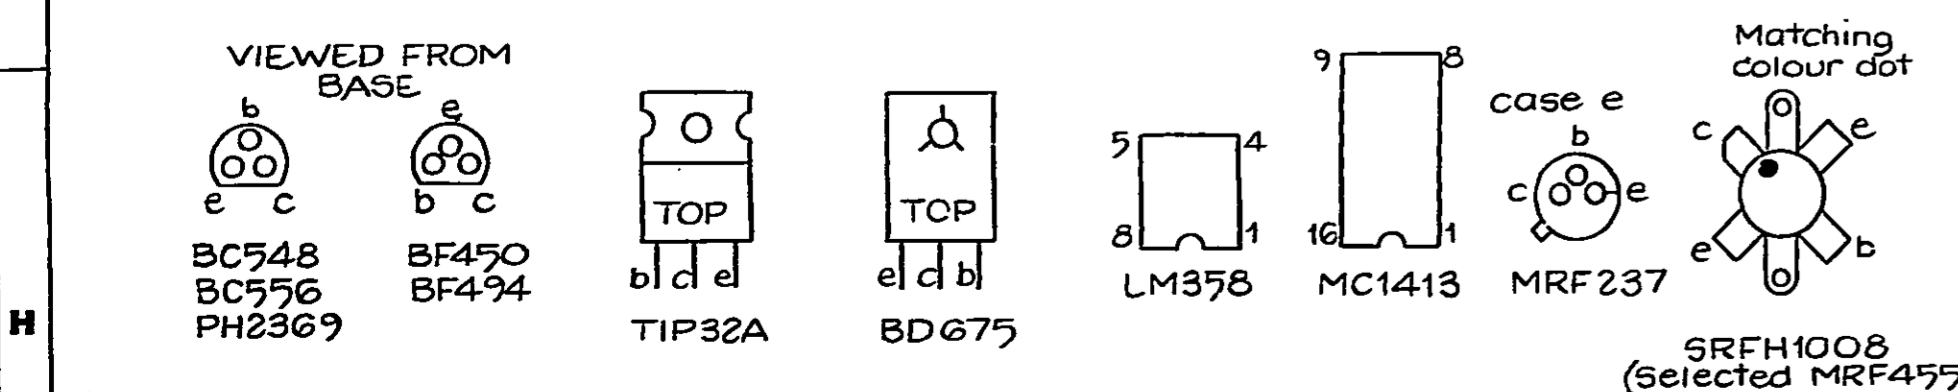 VIEWED FROM
BASE
b
e c
BC548
BC556
PH2369
e
b c
BF450
BF494
TOP
b c e
TIP32A
TOP
e c b
BD675
5 4
8 1
LM358
9 8
16 1
MC1413
case e
b
c e
MRF237
Matching
colour dot
c e
e b
SRFH1008
(Selected MRF455
H